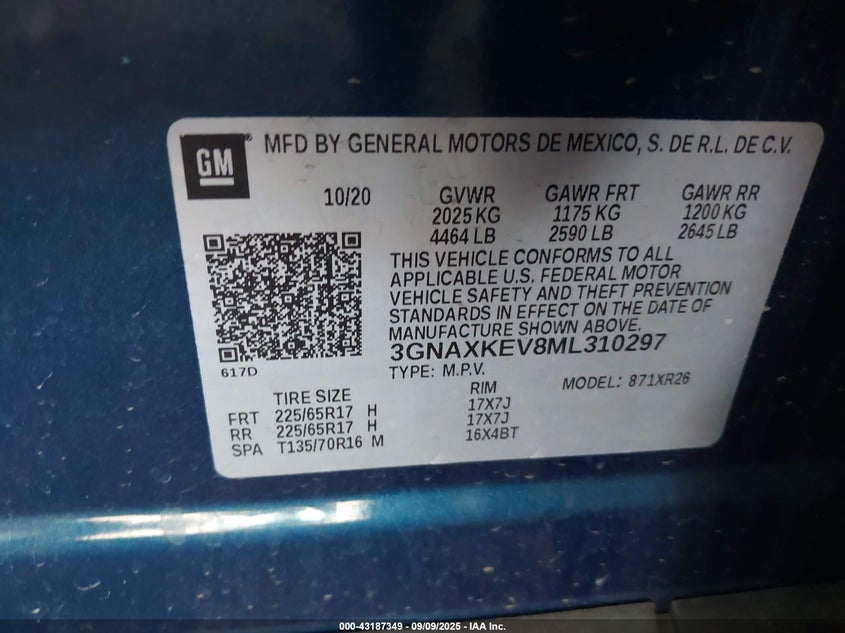 GM ® MFD BY GENERAL MOTORS DE MEXICO, S. DE R.L. DE C.V.
10/20 GVWR GAWR FRT GAWR RR
2025 KG 1175 KG 1200 KG
4464 LB 2590 LB 2645 LB
THIS VEHICLE CONFORMS TO ALL
APPLICABLE U.S. FEDERAL MOTOR
VEHICLE SAFETY AND THEFT PREVENTION
STANDARDS IN EFFECT ON THE DATE OF
MANUFACTURE SHOWN ABOVE.
3GNAXKEV8ML310297
617D TYPE: M.P.V. MODEL: 871XR26
TIRE SIZE RIM
FRT 225/65R17 H 17X7J
RR 225/65R17 H 17X7J
SPA T135/70R16 M 16X4BT
000-43187349 — 09/09/2025 — IAA Inc.